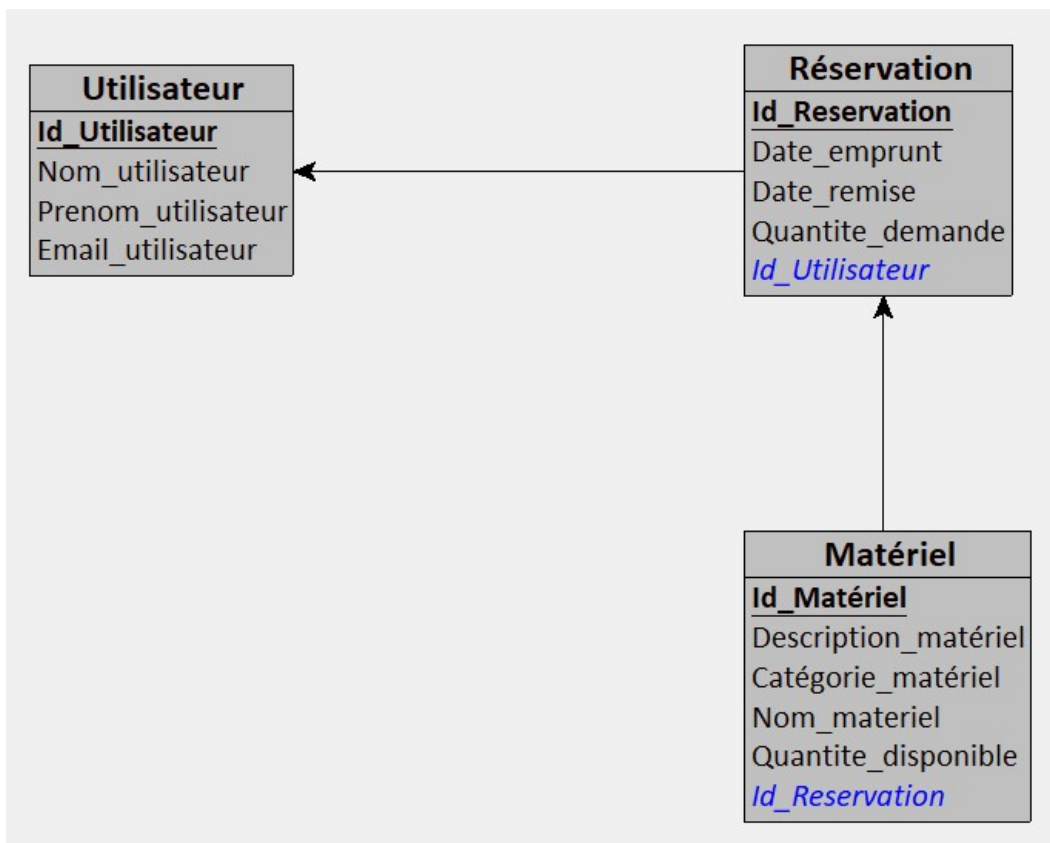 Utilisateur
Id_Utilisateur
Nom_utilisateur
Prenom_utilisateur
Email_utilisateur
Réservation
Id_Reservation
Date_emprunt
Date_remise
Quantite_demande
Id_Utilisateur
Matériel
Id_Matériel
Description_matériel
Catégorie_matériel
Nom_materiel
Quantite_disponible
Id_Reservation